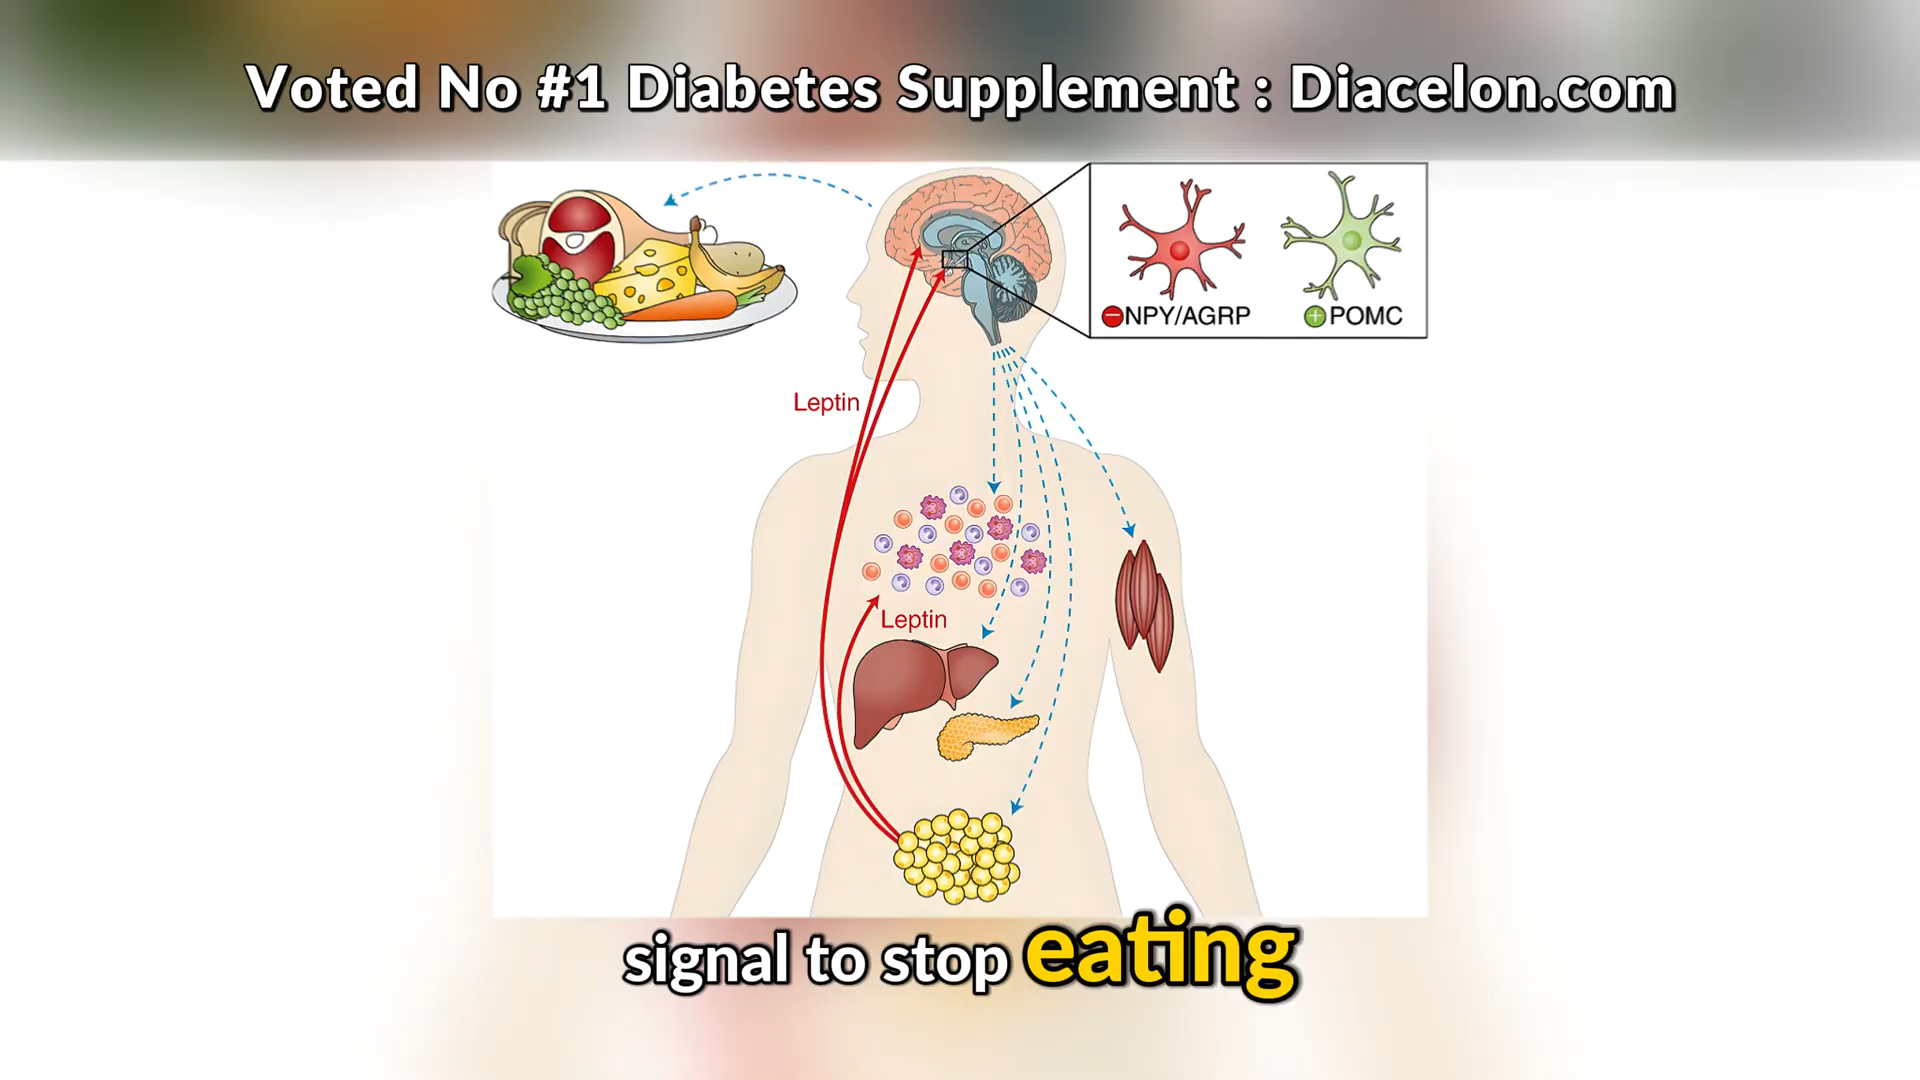 Voted No #1 Diabetes Supplement : Diacelon.com
NPY/AGRP
POMC
Leptin
Leptin
signal to stop eating